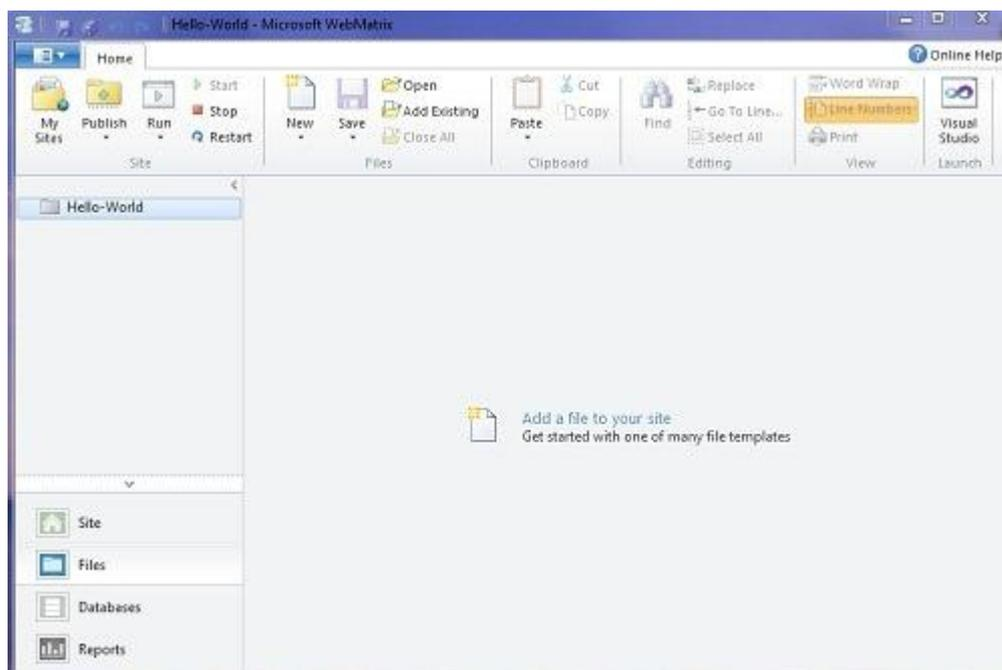 Hello-World - Microsoft WebMatrix
Home
Online Help
My Sites
Publish
Run
Start
Stop
Restart
Site
New
Save
Open
Add Existing
Close All
Files
Paste
Cut
Copy
Clipboard
Find
Replace
Go To Line...
Select All
Editing
Word Wrap
Line Numbers
Print
View
Visual Studio
Launch
Hello-World
Add a file to your site
Get started with one of many file templates
Site
Files
Databases
Reports